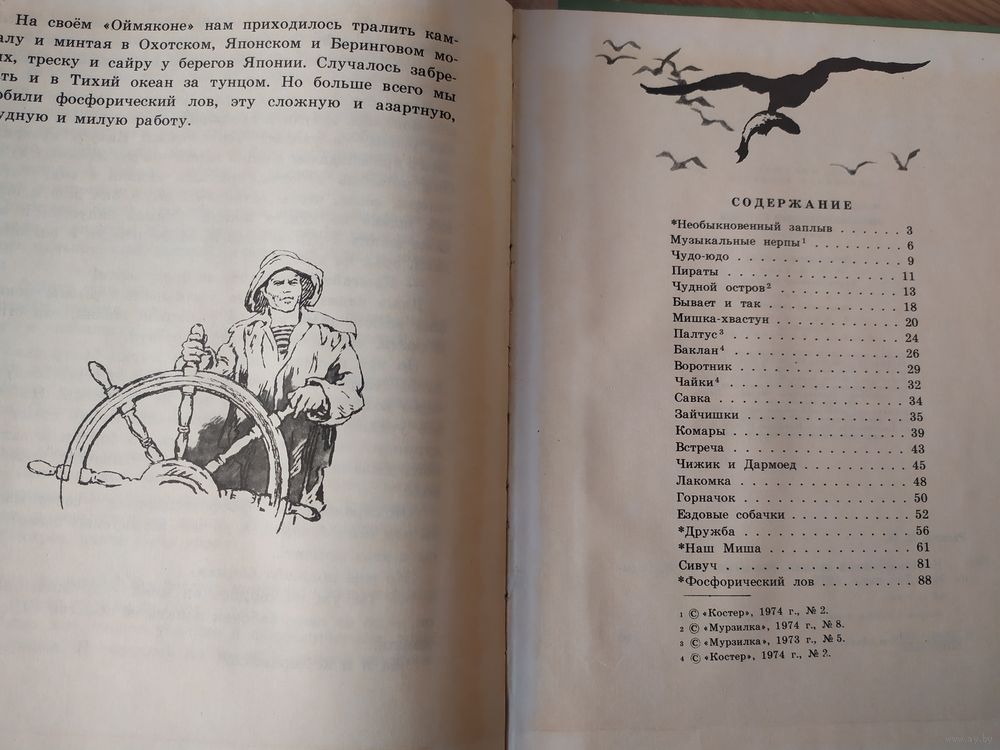 На своём «Оймяконе» нам приходилось тралить кам-
алу и минтая в Охотском, Японском и Беринговом мо-
ях, треску и сайру у берегов Японии. Случалось забре-
ть и в Тихий океан за тунцом. Но больше всего мы
юбили фосфорический лов, эту сложную и азартную,
удную и милую работу.
СОДЕРЖАНИЕ
*Необыкновенный заплыв . . . . . . 3
Музыкальные нерпы¹ . . . . . . . . 6
Чудо-юдо . . . . . . . . . . . . . 9
Пираты . . . . . . . . . . . . . . 11
Чудной остров² . . . . . . . . . . 13
Бывает и так . . . . . . . . . . . 18
Мишка-хвастун . . . . . . . . . . 20
Палтус³ . . . . . . . . . . . . . 24
Баклан⁴ . . . . . . . . . . . . . 26
Воротник . . . . . . . . . . . . . 29
Чайки⁴ . . . . . . . . . . . . . . 32
Савка . . . . . . . . . . . . . . 34
Зайчишки . . . . . . . . . . . . . 35
Комары . . . . . . . . . . . . . . 39
Встреча . . . . . . . . . . . . . 43
Чижик и Дармоед . . . . . . . . . 45
Лакомка . . . . . . . . . . . . . 48
Горначок . . . . . . . . . . . . . 50
Ездовые собачки . . . . . . . . . 52
*Дружба . . . . . . . . . . . . . 56
*Наш Миша . . . . . . . . . . . . 61
Сивуч . . . . . . . . . . . . . . 81
*Фосфорический лов . . . . . . . . 88
1 © «Костер», 1974 г., № 2.
2 © «Мурзилка», 1974 г., № 8.
3 © «Мурзилка», 1973 г., № 5.
4 © «Костер», 1974 г., № 2.
www.ay.by